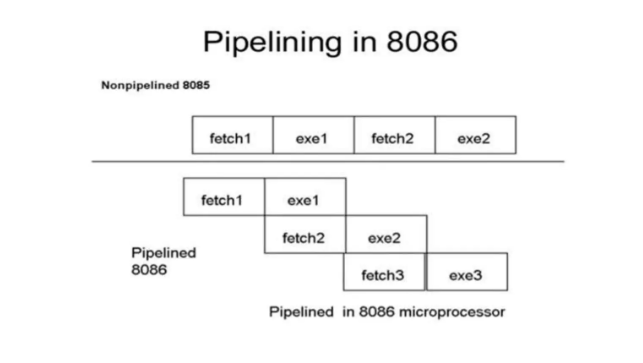 Pipelining in 8086
Nonpipelined 8085
fetch1 exe1 fetch2 exe2
fetch1 exe1
fetch2 exe2
Pipelined
8086
fetch3 exe3
Pipelined in 8086 microprocessor